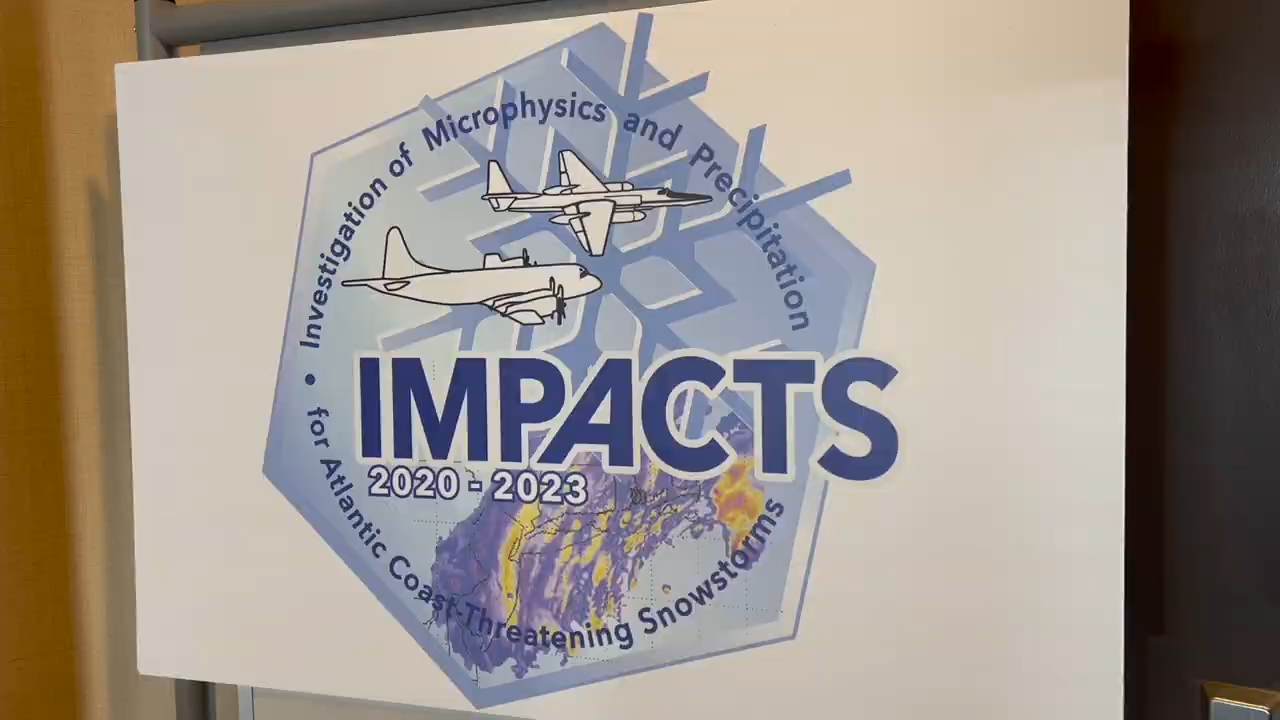 Investigation of Microphysics and Precipitation
IMPACTS
2020 - 2023
• for Atlantic Coast-Threatening Snowstorms